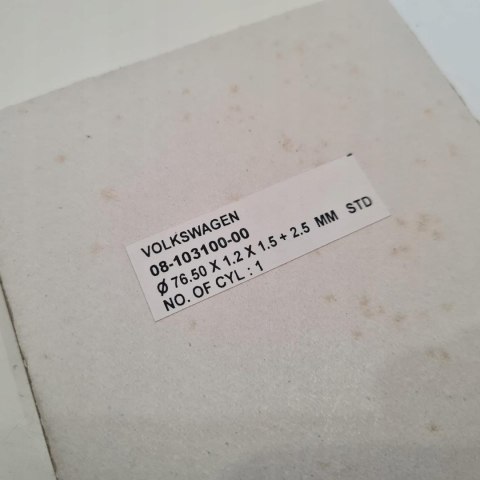 VOLKSWAGEN
08-103100-00
Ø 76.50 X 1.2 X 1.5 + 2.5 MM STD
NO. OF CYL : 1